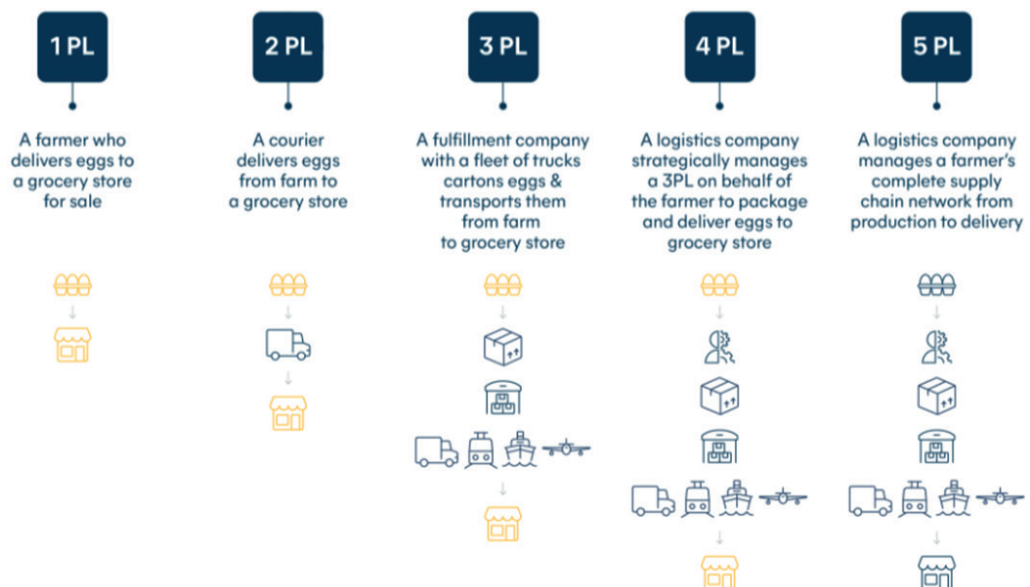 1 PL
A farmer who
delivers eggs to
a grocery store
for sale
2 PL
A courier
delivers eggs
from farm to
a grocery store
3 PL
A fulfillment company
with a fleet of trucks
cartons eggs &
transports them
from farm
to grocery store
4 PL
A logistics company
strategically manages
a 3PL on behalf of
the farmer to package
and deliver eggs to
grocery store
5 PL
A logistics company
manages a farmer's
complete supply
chain network from
production to delivery